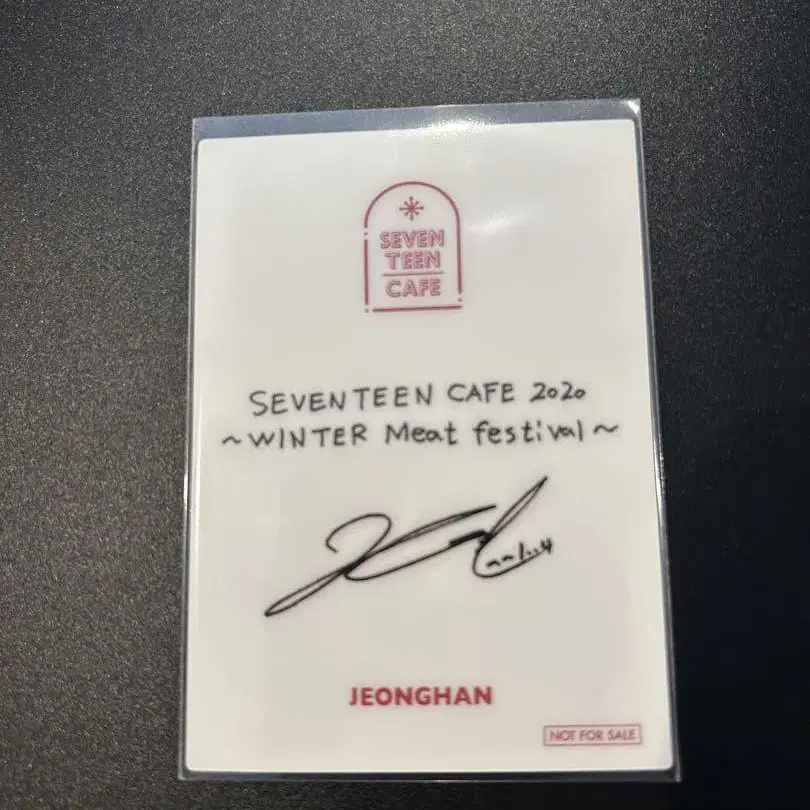 SEVEN
TEEN
CAFE
SEVENTEEN CAFE 2020
~WINTER Meat festival~
JEONGHAN
NOT FOR SALE